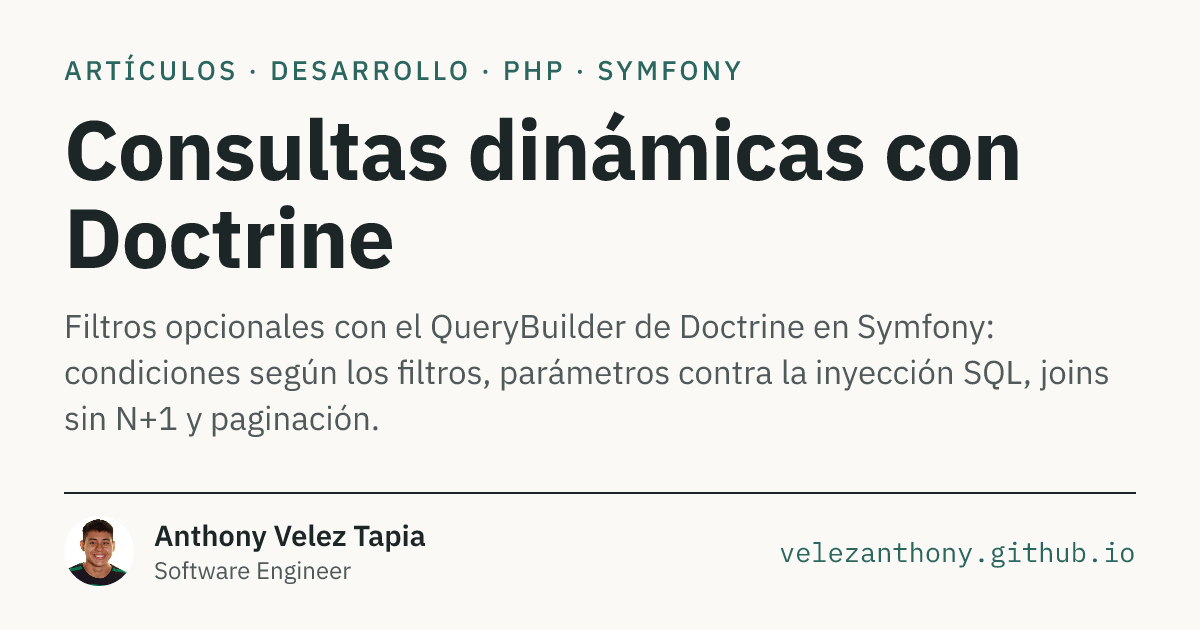 ARTÍCULOS · DESARROLLO · PHP · SYMFONY
Consultas dinámicas con
Doctrine
Filtros opcionales con el QueryBuilder de Doctrine en Symfony:
condiciones según los filtros, parámetros contra la inyección SQL, joins
sin N+1 y paginación.
Anthony Velez Tapia
Software Engineer
velezanthony.github.io